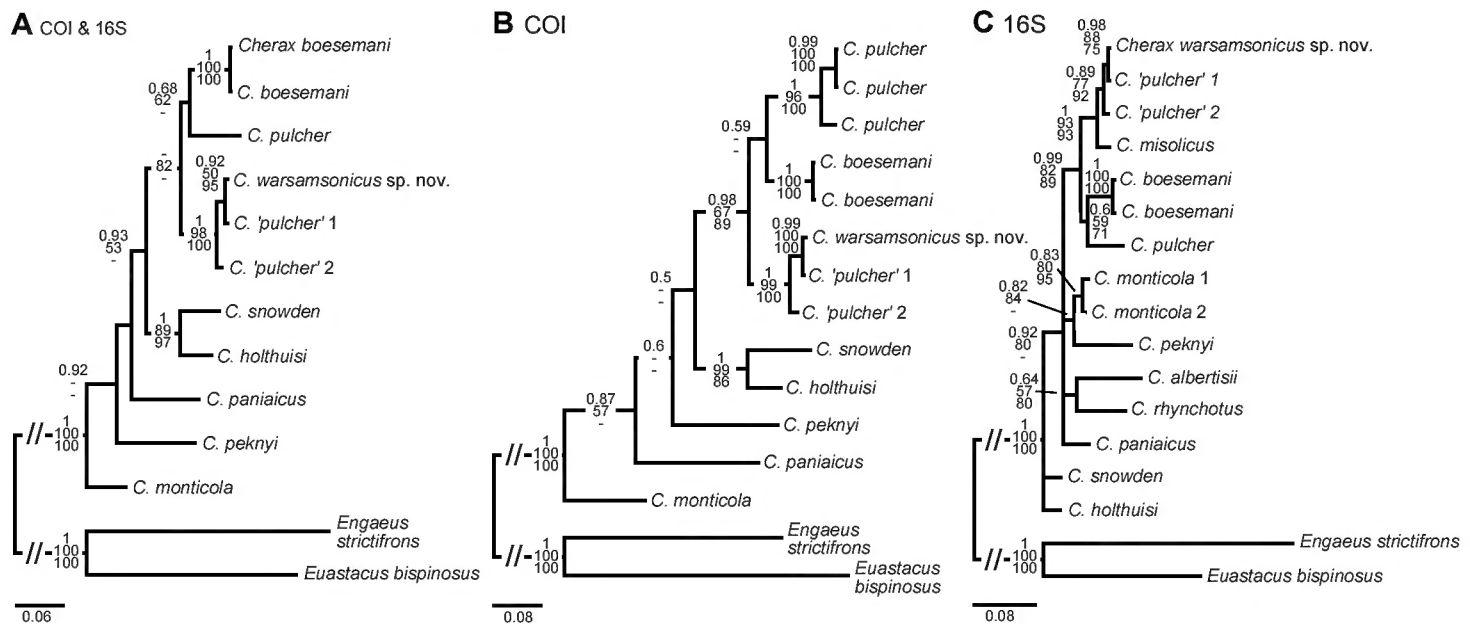 A COI & 16S
1
100
100
Cherax boesemani
C. boesemani
0.68
62
-
C. pulcher
-
82
-
0.92
50
95
C. warsamsonicus sp. nov.
C. 'pulcher' 1
1
98
100
C. 'pulcher' 2
0.93
53
-
C. snowden
1
89
97
C. holthuisi
0.92
-
-
C. paniaicus
C. peknyi
1
100
100
C. monticola
Engaeus
strictifrons
1
100
100
Euastacus bispinosus
0.06
B COI
0.99
100
100
C. pulcher
C. pulcher
1
96
100
C. pulcher
0.59
-
-
C. boesemani
1
100
100
C. boesemani
0.98
67
89
0.99
100
100
C. warsamsonicus sp. nov.
C. 'pulcher' 1
1
99
100
C. 'pulcher' 2
0.5
-
-
C. snowden
0.6
-
-
1
99
86
C. holthuisi
0.87
57
-
C. peknyi
1
100
100
C. paniaicus
C. monticola
Engaeus
strictifrons
1
100
100
Euastacus
bispinosus
0.08
C 16S
0.98
88
75
Cherax warsamsonicus sp. nov.
0.89
77
92
C. 'pulcher' 1
C. 'pulcher' 2
1
93
93
C. misolicus
0.99
82
89
1
100
100
C. boesemani
C. boesemani
0.6
59
71
C. pulcher
0.83
80
95
C. monticola 1
0.82
84
-
C. monticola 2
0.92
80
-
C. peknyi
0.64
57
80
C. albertisii
C. rhynchotus
1
100
100
C. paniaicus
C. snowden
C. holthuisi
1
100
100
Engaeus strictifrons
Euastacus bispinosus
0.08